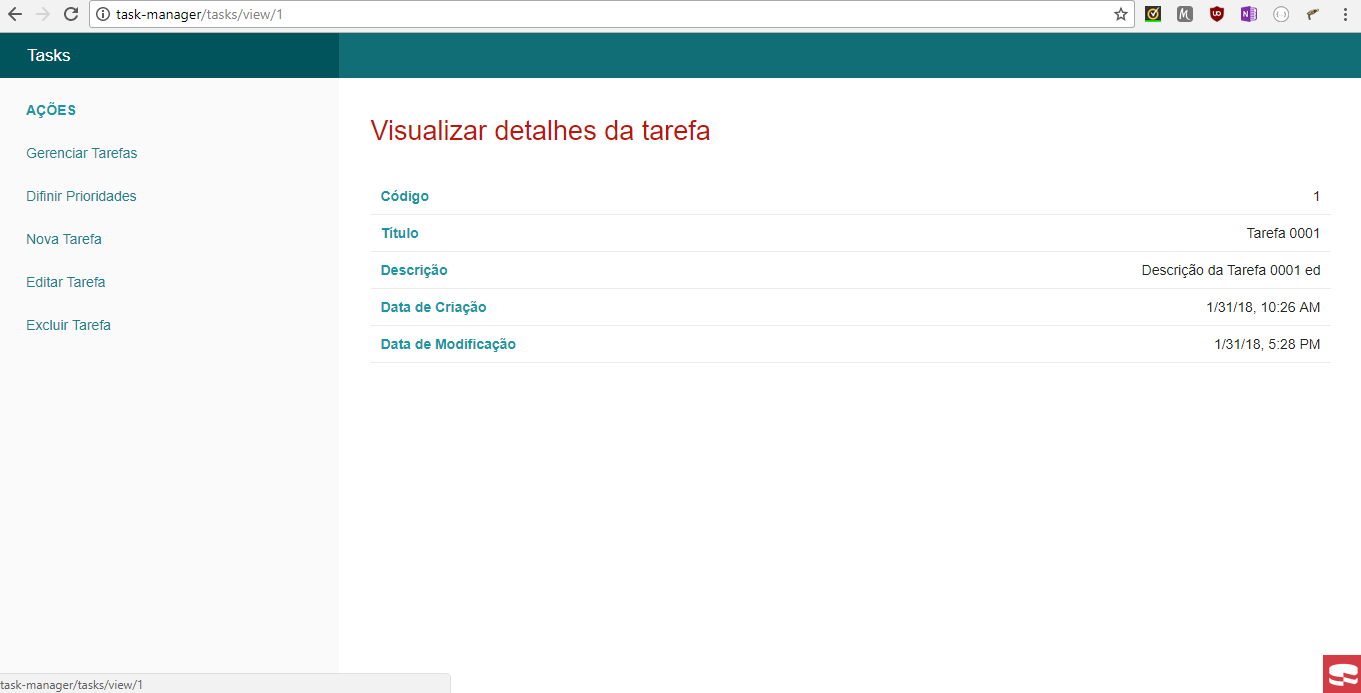 task-manager/tasks/view/1
Tasks
AÇÕES
Gerenciar Tarefas
Difinir Prioridades
Nova Tarefa
Editar Tarefa
Excluir Tarefa
Visualizar detalhes da tarefa
Código 1
Título Tarefa 0001
Descrição Descrição da Tarefa 0001 ed
Data de Criação 1/31/18, 10:26 AM
Data de Modificação 1/31/18, 5:28 PM
task-manager/tasks/view/1